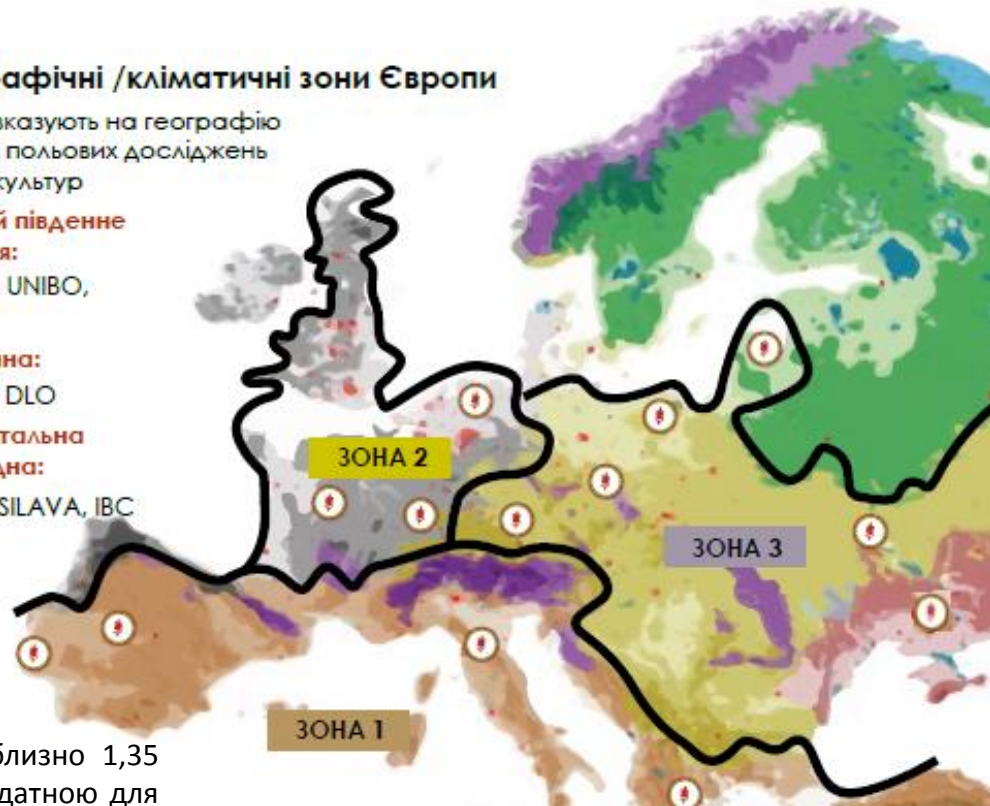 афічні /кліматичні зони Європи
вказують на географію
польових досліджень
культур
й південне
я:
UNIBO,
на:
DLO
тальна
дна:
SILAVA, IBC
ЗОНА 2
ЗОНА 3
ЗОНА 1
близно 1,35
датною для